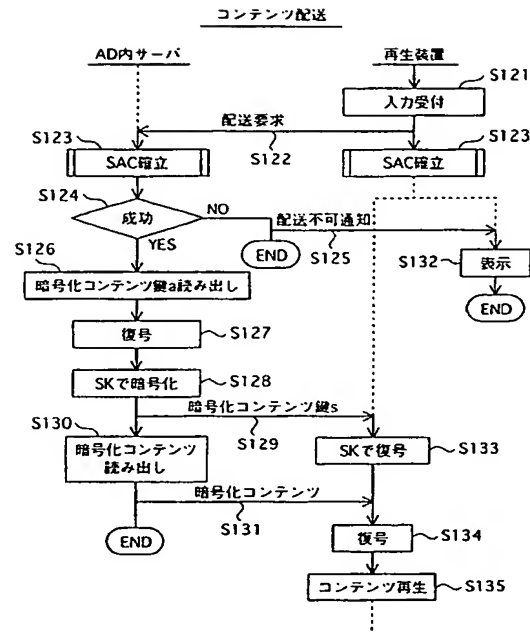 コンテンツ配送
AD内サーバ
再生装置
S121
入力受付
配送要求
S122
S123
SAC確立
S123
SAC確立
S124
成功
NO
YES
配送不可通知
S125
END
S132
表示
END
S126
暗号化コンテンツ鍵a読み出し
S127
復号
S128
SKで暗号化
暗号化コンテンツ鍵s
S129
S130
暗号化コンテンツ
読み出し
S133
SKで復号
暗号化コンテンツ
S131
END
S134
復号
S135
コンテンツ再生